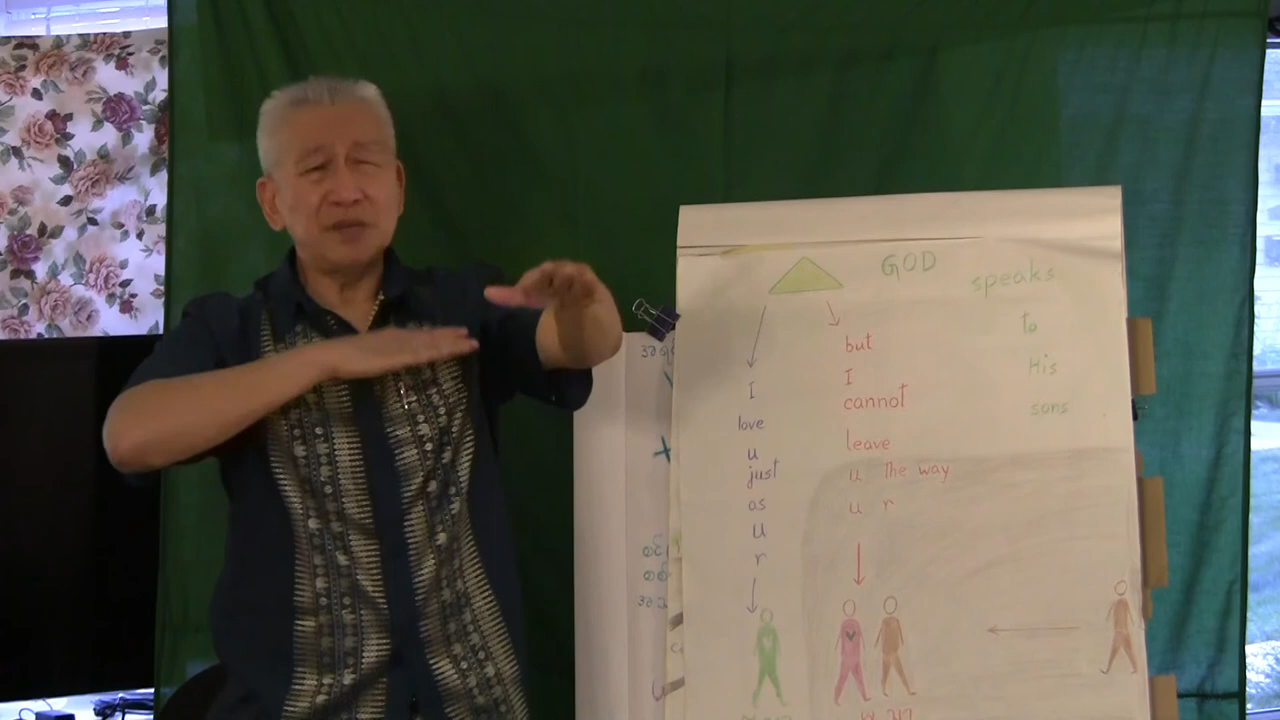 GOD
speaks
to
His
sons
I
love
u
just
as
u
r
but
I
cannot
leave
u the way
u r